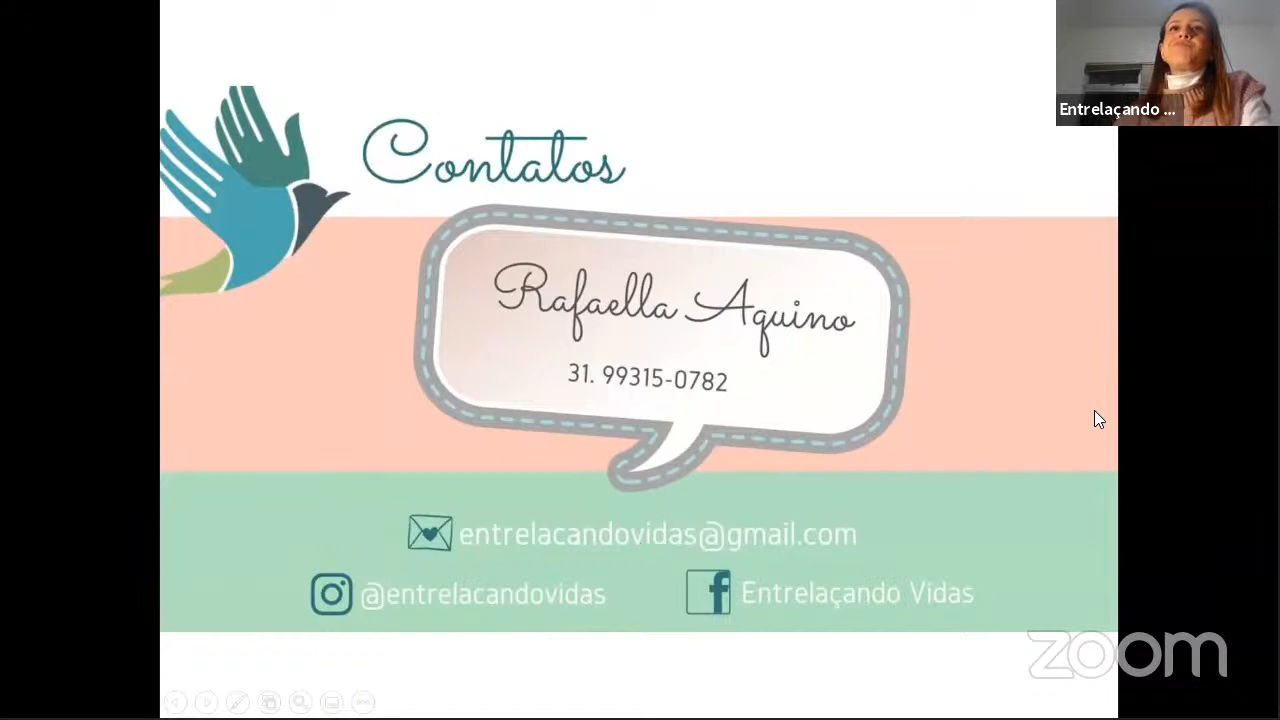 Entrelaçando ...
Contatos
Rafaella Aquino
31. 99315-0782
entrelacandovidas@gmail.com
@entrelacandovidas
Entrelaçando Vidas
zoom